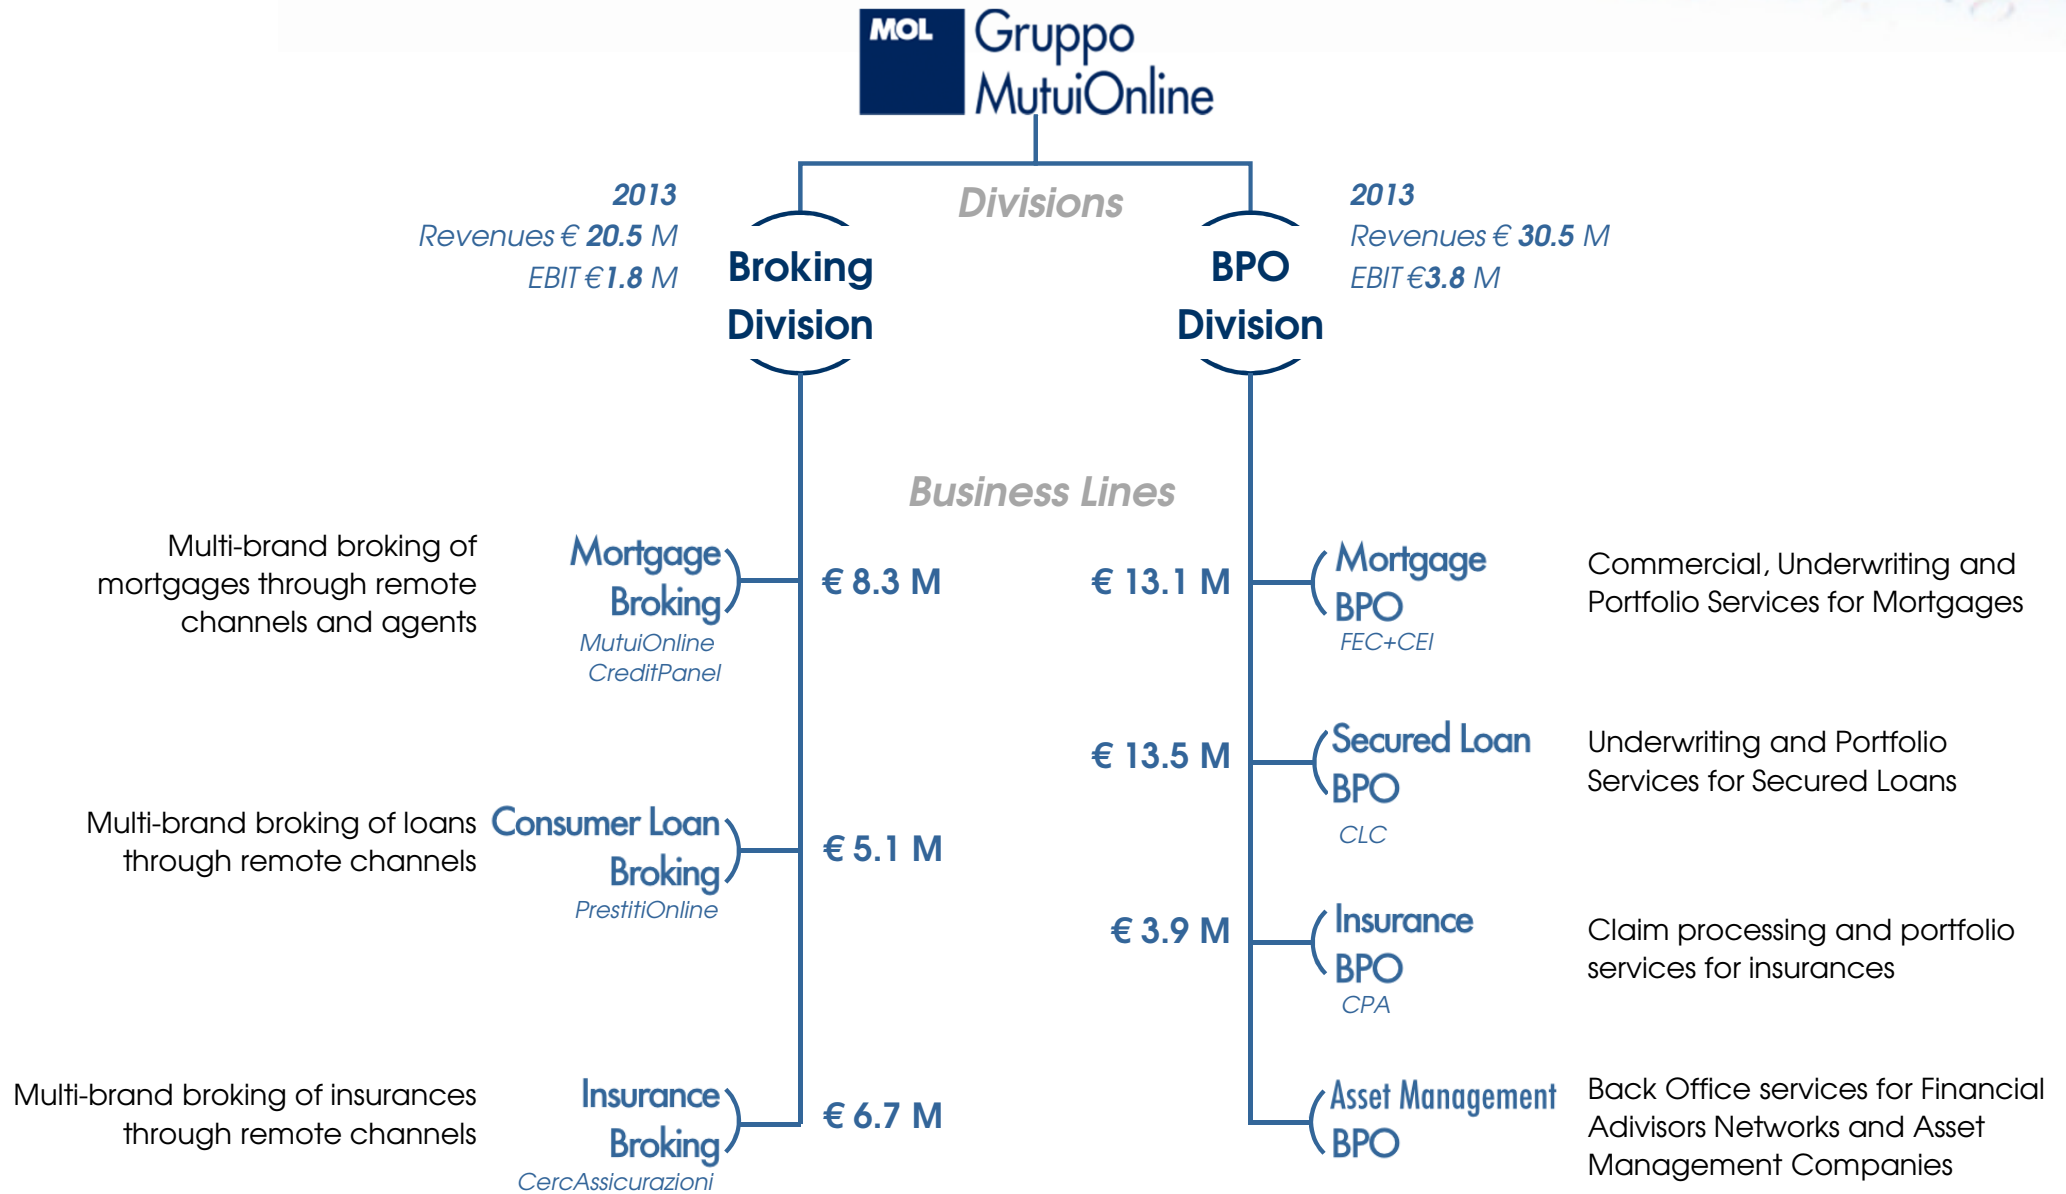 MOL
Gruppo
MutuiOnline
Divisions
2013
Revenues € 20.5 M
EBIT €1.8 M
Broking
Division
2013
Revenues € 30.5 M
EBIT €3.8 M
BPO
Division
Business Lines
Multi-brand broking of
mortgages through remote
channels and agents
Mortgage
Broking
MutuiOnline
CreditPanel
€ 8.3 M
Multi-brand broking of loans
through remote channels
Consumer Loan
Broking
PrestitiOnline
€ 5.1 M
Multi-brand broking of insurances
through remote channels
Insurance
Broking
CercAssicurazioni
€ 6.7 M
€ 13.1 M
Mortgage
BPO
FEC+CEI
Commercial, Underwriting and
Portfolio Services for Mortgages
€ 13.5 M
Secured Loan
BPO
CLC
Underwriting and Portfolio
Services for Secured Loans
€ 3.9 M
Insurance
BPO
CPA
Claim processing and portfolio
services for insurances
Asset Management
BPO
Back Office services for Financial
Adivisors Networks and Asset
Management Companies